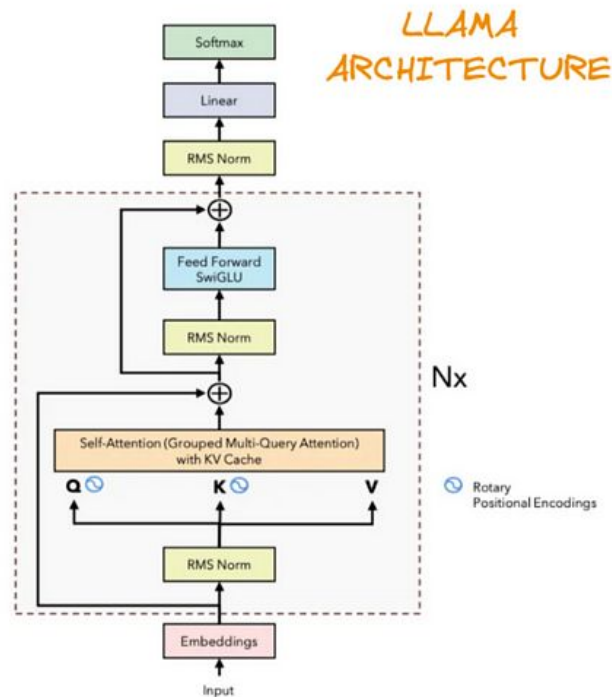 LLAMA
ARCHITECTURE
Softmax
Linear
RMS Norm
Feed Forward
SwiGLU
RMS Norm
Nx
Self-Attention (Grouped Multi-Query Attention)
with KV Cache
Q K V
Rotary
Positional Encodings
RMS Norm
Embeddings
Input